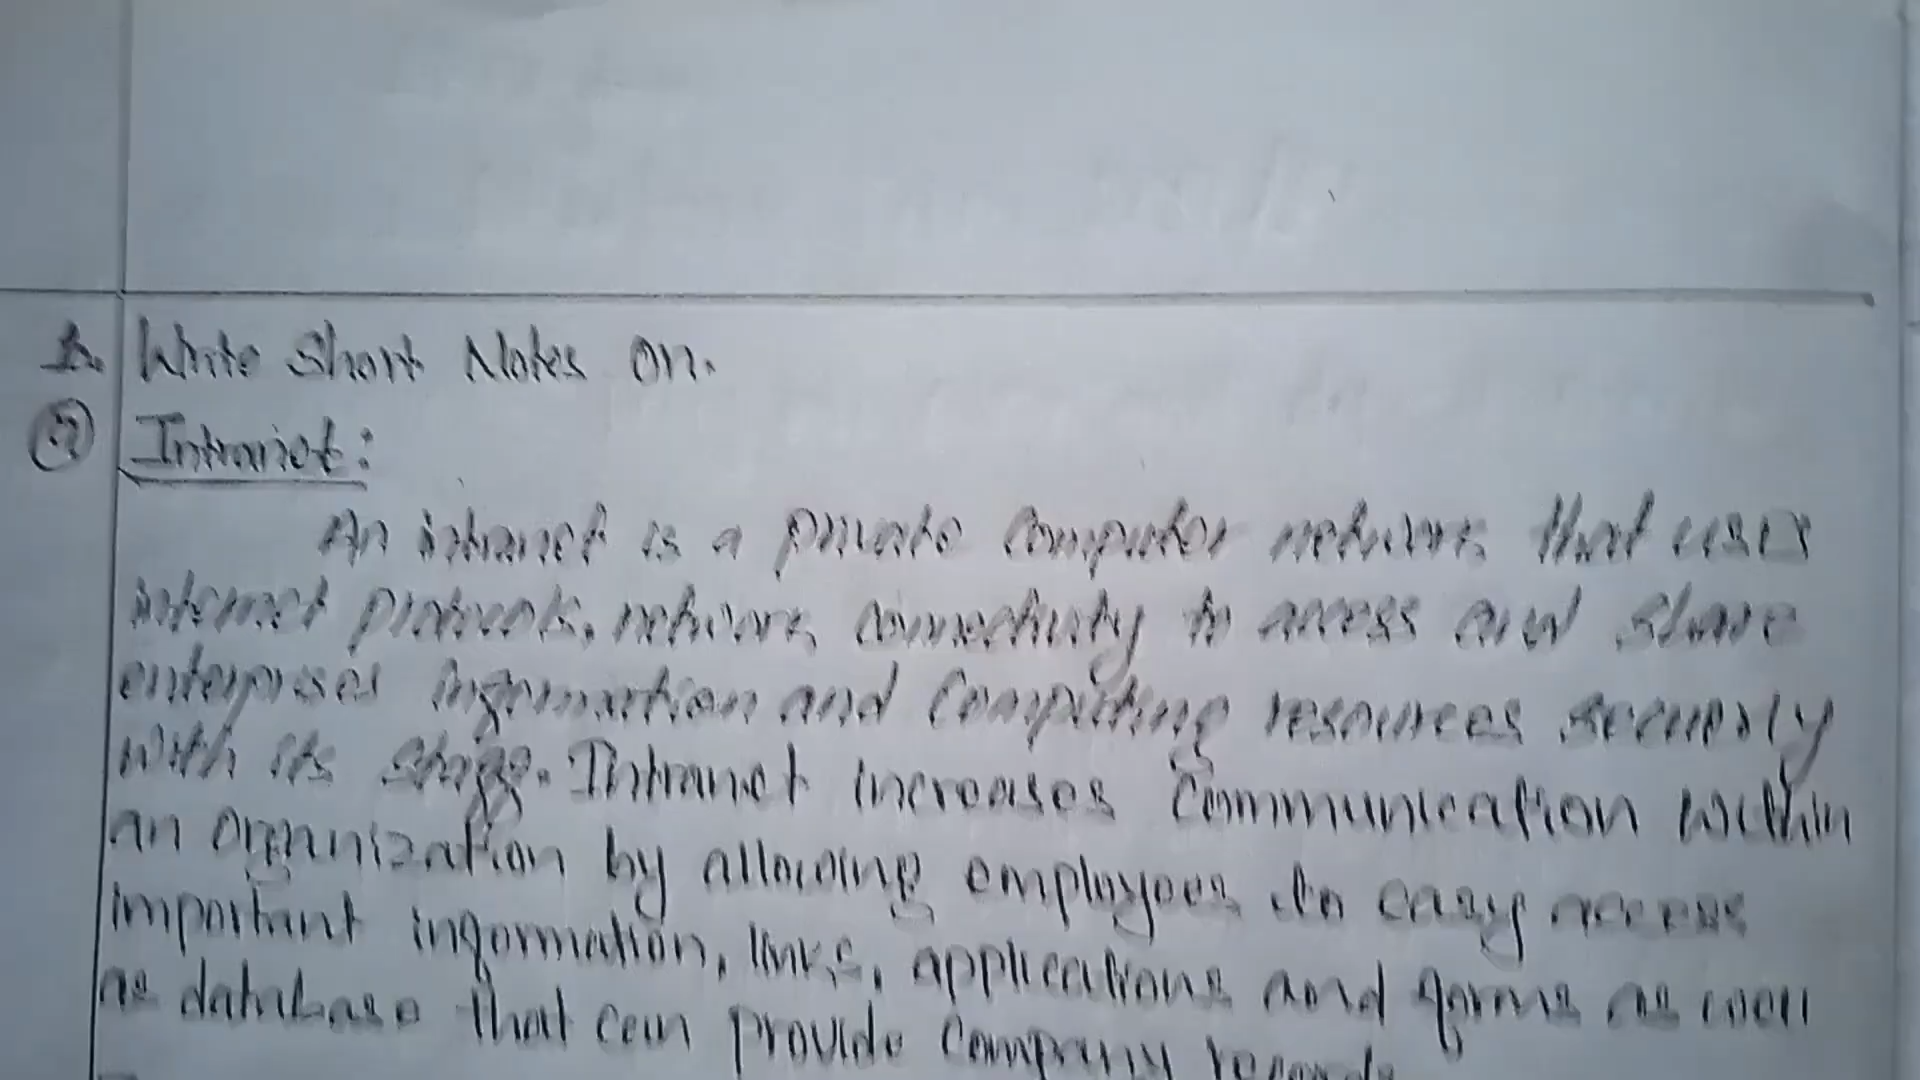 1. Write Short Notes on.
a Intranet:
An intranet is a private computer network that uses
internet protocols, network connectivity to access and share
enterprises information and computing resources securely
with its staff. Intranet increases communication within
an organization by allowing employees to easy access
important information, links, applications and forms as well
as database that can provide company records